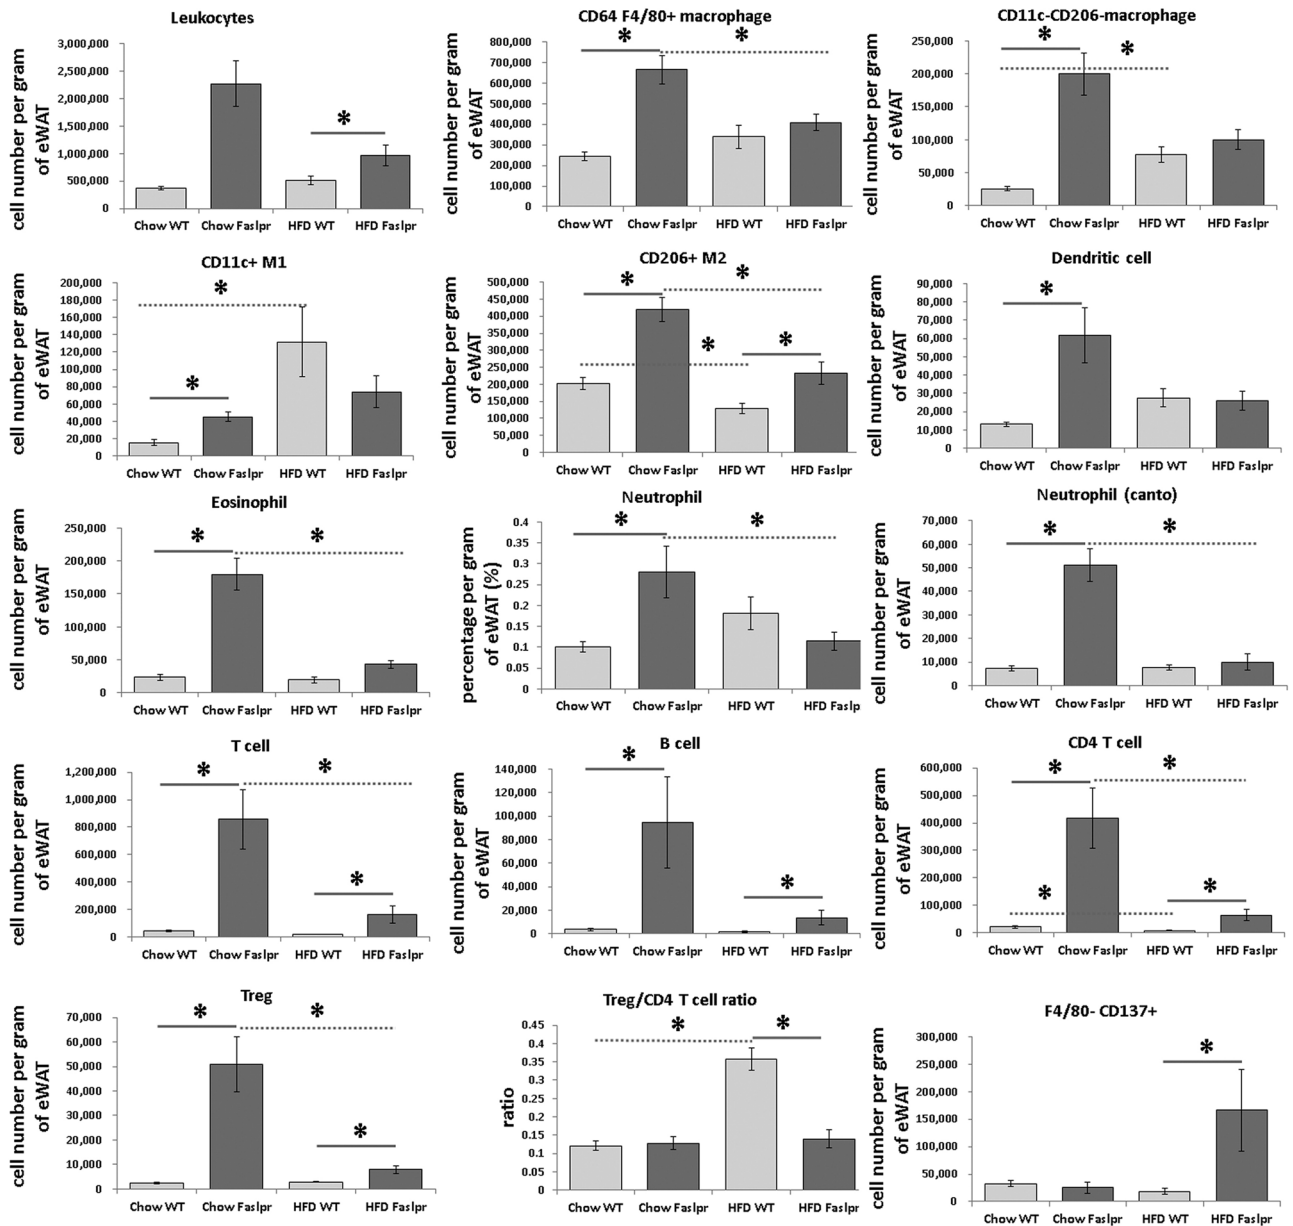 Leukocytes
cell number per gram
of eWAT
3,000,000
2,500,000
2,000,000
1,500,000
1,000,000
500,000
0
*
Chow WT Chow Faslpr HFD WT HFD Faslpr
CD64 F4/80+ macrophage
cell number per gram
of eWAT
800,000
700,000
600,000
500,000
400,000
300,000
200,000
100,000
0
* *
Chow WT Chow Faslpr HFD WT HFD Faslpr
CD11c-CD206-macrophage
cell number per gram
of eWAT
250,000
200,000
150,000
100,000
50,000
0
* *
Chow WT Chow Faslpr HFD WT HFD Faslpr
CD11c+ M1
cell number per gram
of eWAT
200,000
180,000
160,000
140,000
120,000
100,000
80,000
60,000
40,000
20,000
0
*
*
Chow WT Chow Faslpr HFD WT HFD Faslpr
CD206+ M2
cell number per gram
of eWAT
500,000
450,000
400,000
350,000
300,000
250,000
200,000
150,000
100,000
50,000
0
* *
* *
Chow WT Chow Faslpr HFD WT HFD Faslpr
Dendritic cell
cell number per gram
of eWAT
90,000
80,000
70,000
60,000
50,000
40,000
30,000
20,000
10,000
0
*
Chow WT Chow Faslpr HFD WT HFD Faslpr
Eosinophil
cell number per gram
of eWAT
250,000
200,000
150,000
100,000
50,000
0
* *
Chow WT Chow Faslpr HFD WT HFD Faslpr
Neutrophil
percentage per gram
of eWAT (%)
0.4
0.35
0.3
0.25
0.2
0.15
0.1
0.05
0
* *
Chow WT Chow Faslpr HFD WT HFD Faslpr
Neutrophil (canto)
cell number per gram
of eWAT
70,000
60,000
50,000
40,000
30,000
20,000
10,000
0
* *
Chow WT Chow Faslpr HFD WT HFD Faslpr
T cell
cell number per gram
of eWAT
1,200,000
1,000,000
800,000
600,000
400,000
200,000
0
* *
*
Chow WT Chow Faslpr HFD WT HFD Faslpr
B cell
cell number per gram
of eWAT
140,000
120,000
100,000
80,000
60,000
40,000
20,000
0
*
*
Chow WT Chow Faslpr HFD WT HFD Faslpr
CD4 T cell
cell number per gram
of eWAT
600,000
500,000
400,000
300,000
200,000
100,000
0
* *
* *
Chow WT Chow Faslpr HFD WT HFD Faslpr
Treg
cell number per gram
of eWAT
70,000
60,000
50,000
40,000
30,000
20,000
10,000
0
* *
*
Chow WT Chow Faslpr HFD WT HFD Faslpr
Treg/CD4 T cell ratio
ratio
0.45
0.4
0.35
0.3
0.25
0.2
0.15
0.1
0.05
0
* *
Chow WT Chow Faslpr HFD WT HFD Faslpr
F4/80- CD137+
cell number per gram
of eWAT
300,000
250,000
200,000
150,000
100,000
50,000
0
*
Chow WT Chow Faslpr HFD WT HFD Faslpr